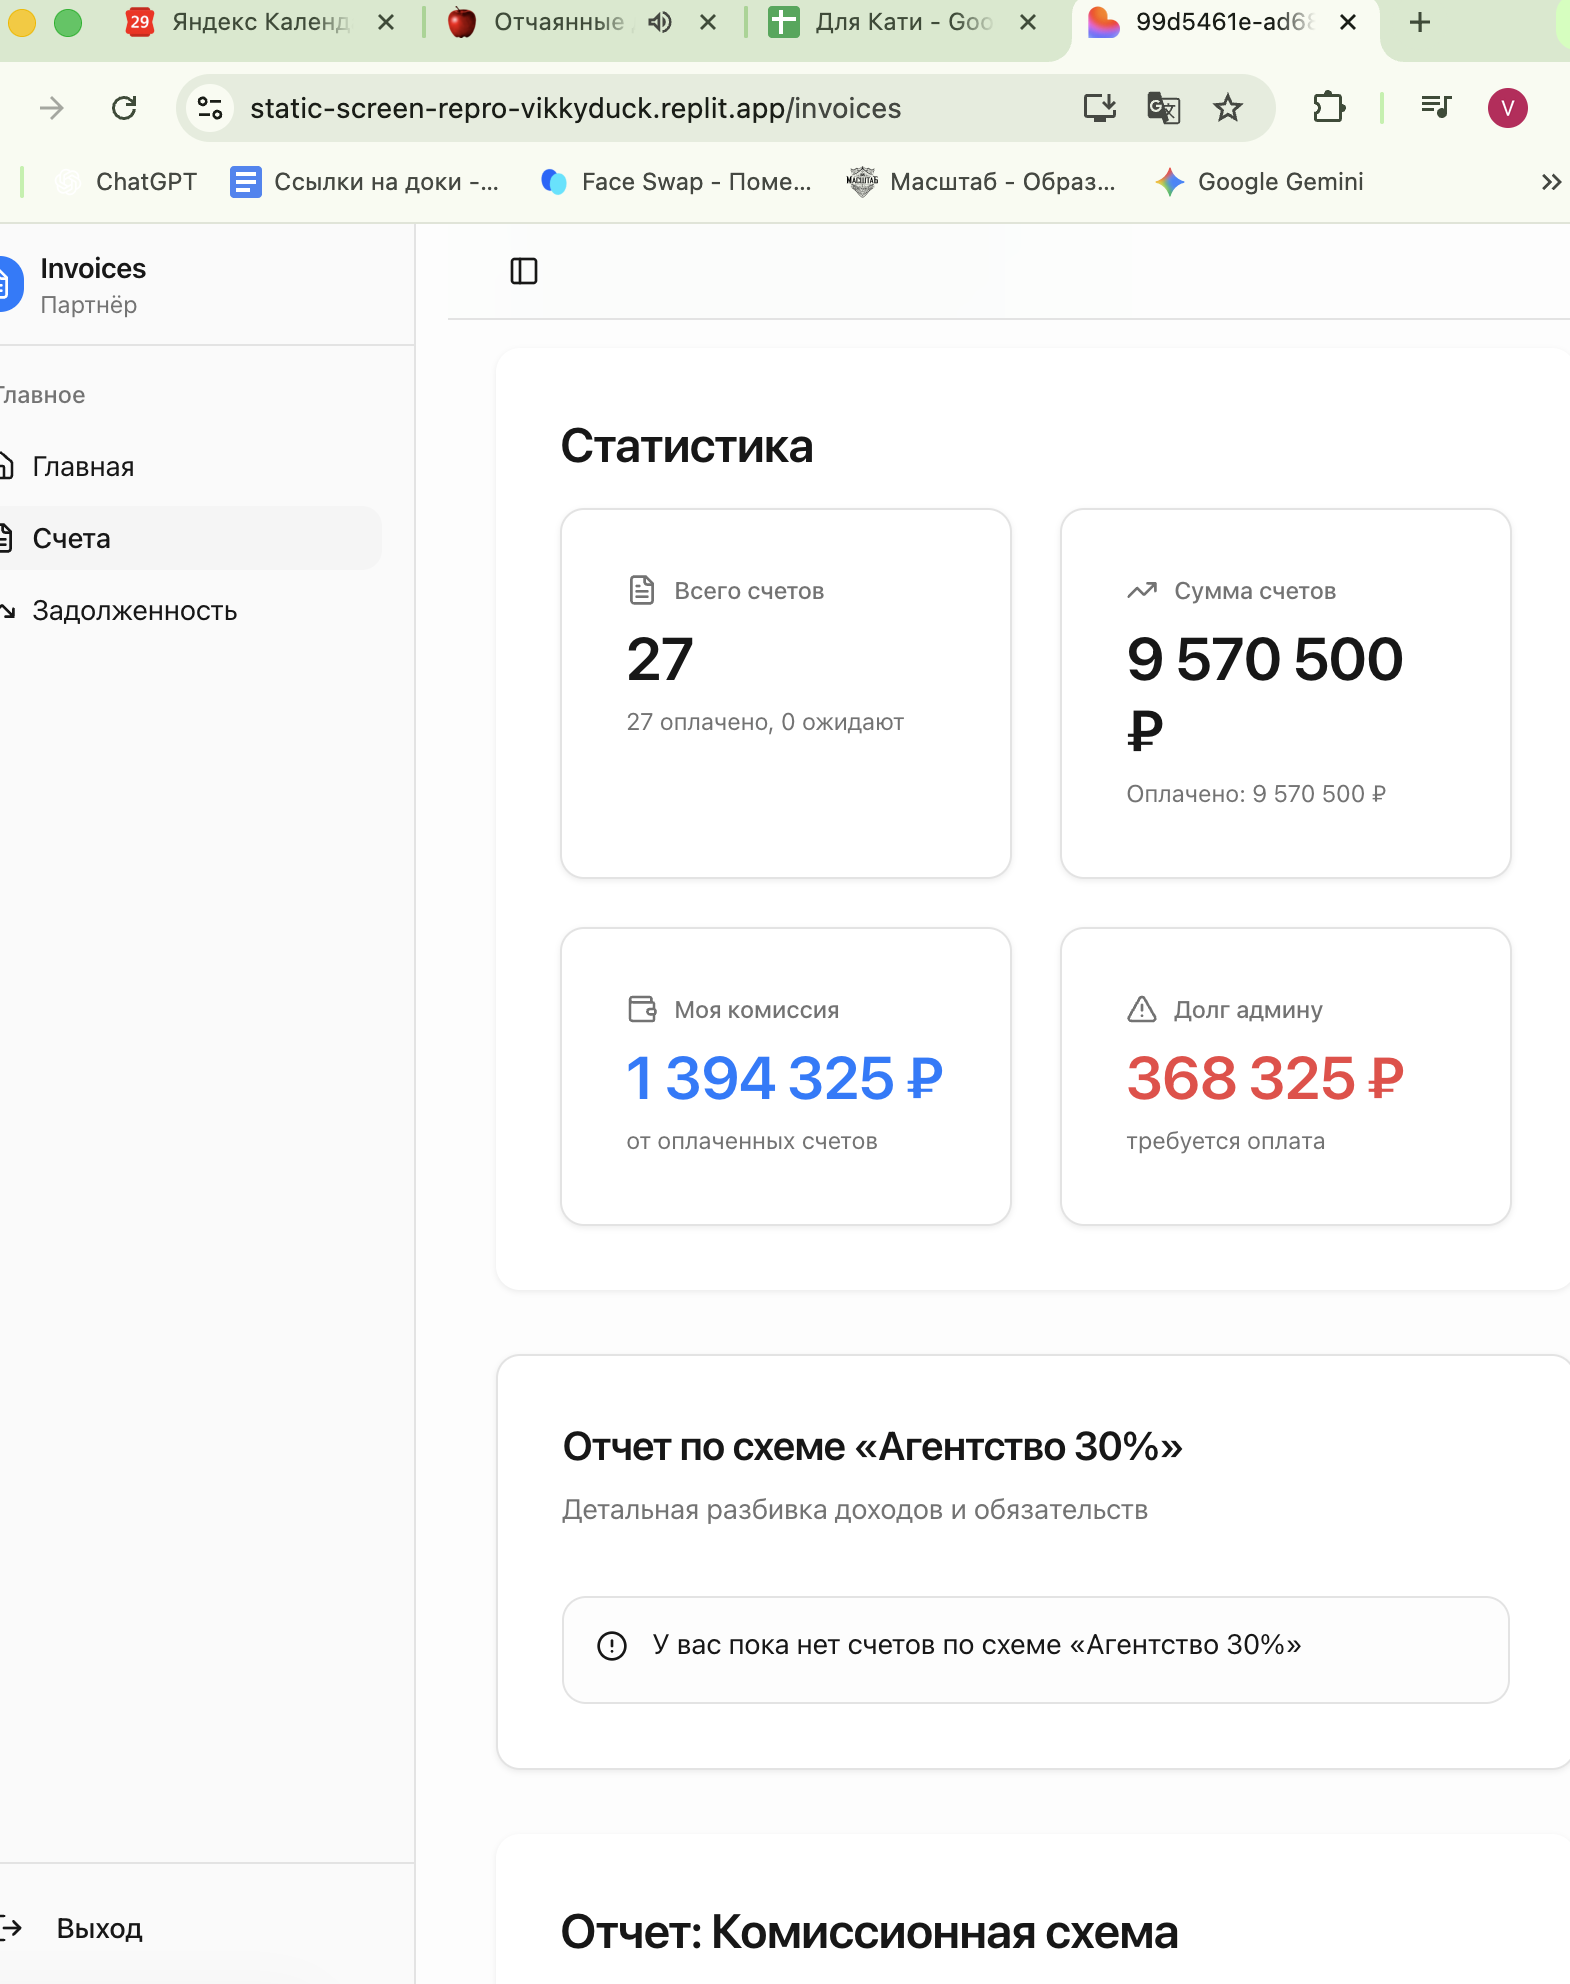 29 Яндекс Календ
Отчаянные
Для Кати - Goo
99d5461e-ad68
static-screen-repro-vikkyduck.replit.app/invoices
V
ChatGPT
Ссылки на доки -...
Face Swap - Поме...
МАСШТАБ
Масштаб - Образ...
Google Gemini
Invoices
Партнёр
Главное
Главная
Счета
Задолженность
Статистика
Всего счетов
27
27 оплачено, 0 ожидают
Сумма счетов
9 570 500
₽
Оплачено: 9 570 500 ₽
Моя комиссия
1 394 325 ₽
от оплаченных счетов
Долг админу
368 325 ₽
требуется оплата
Отчет по схеме «Агентство 30%»
Детальная разбивка доходов и обязательств
У вас пока нет счетов по схеме «Агентство 30%»
Отчет: Комиссионная схема
Выход